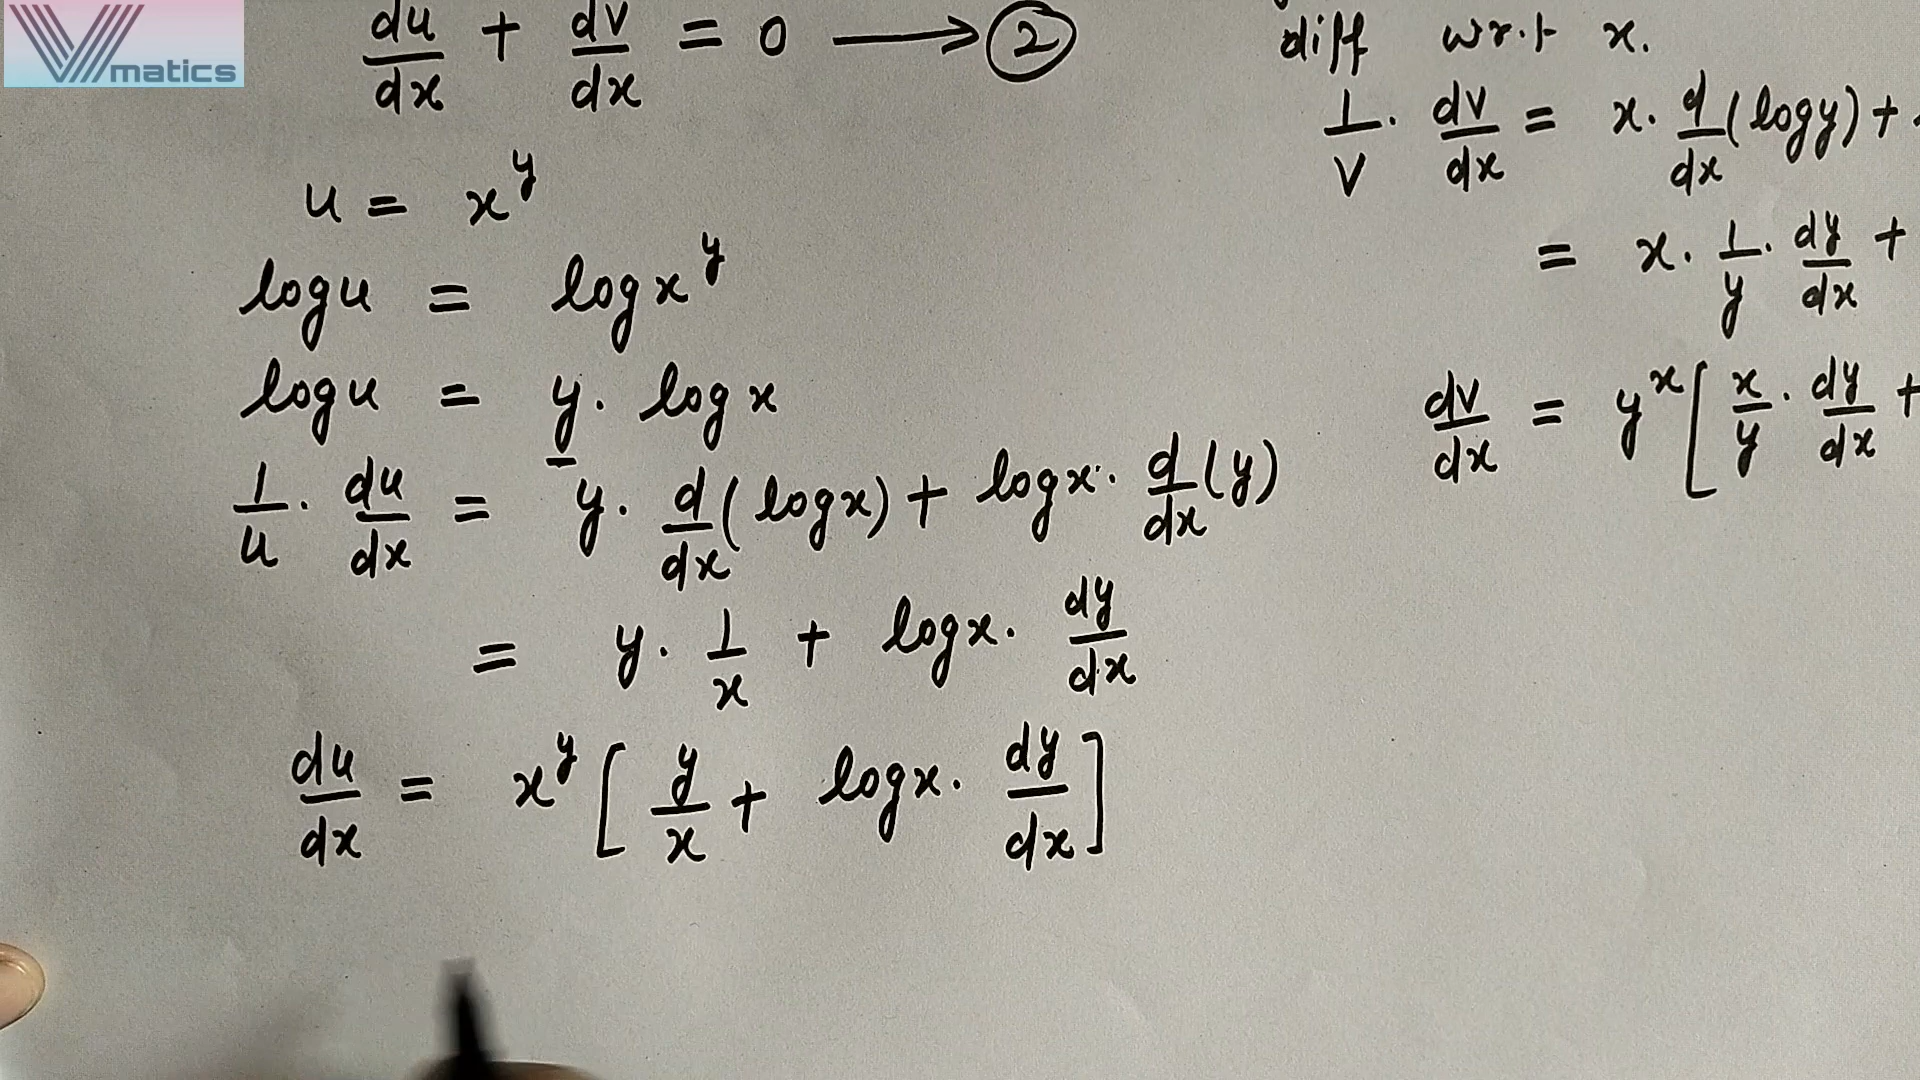 V matics
du/dx + dv/dx = 0 ⟶ ②
u = x^y
log u = log x^y
log u = y. log x
1/u . du/dx = y. d/dx (log x) + log x. d/dx (y)
= y. 1/x + log x. dy/dx
du/dx = x^y [ y/x + log x. dy/dx ]
diff w.r.t x.
1/V . dv/dx = x. d/dx (log y) +
= x. 1/y . dy/dx +
dv/dx = y^x [ x/y . dy/dx +